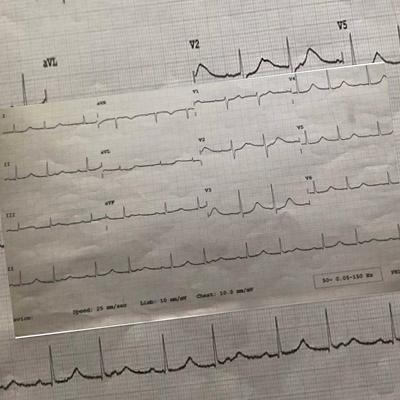 aVL
V2
V5
I
aVR
V1
V4
II
aVL
V2
V5
III
aVF
V3
V6
II
Speed: 25 mm/sec Limb: 10 mm/mV Chest: 10.0 mm/mV
50~ 0.05-150 Hz